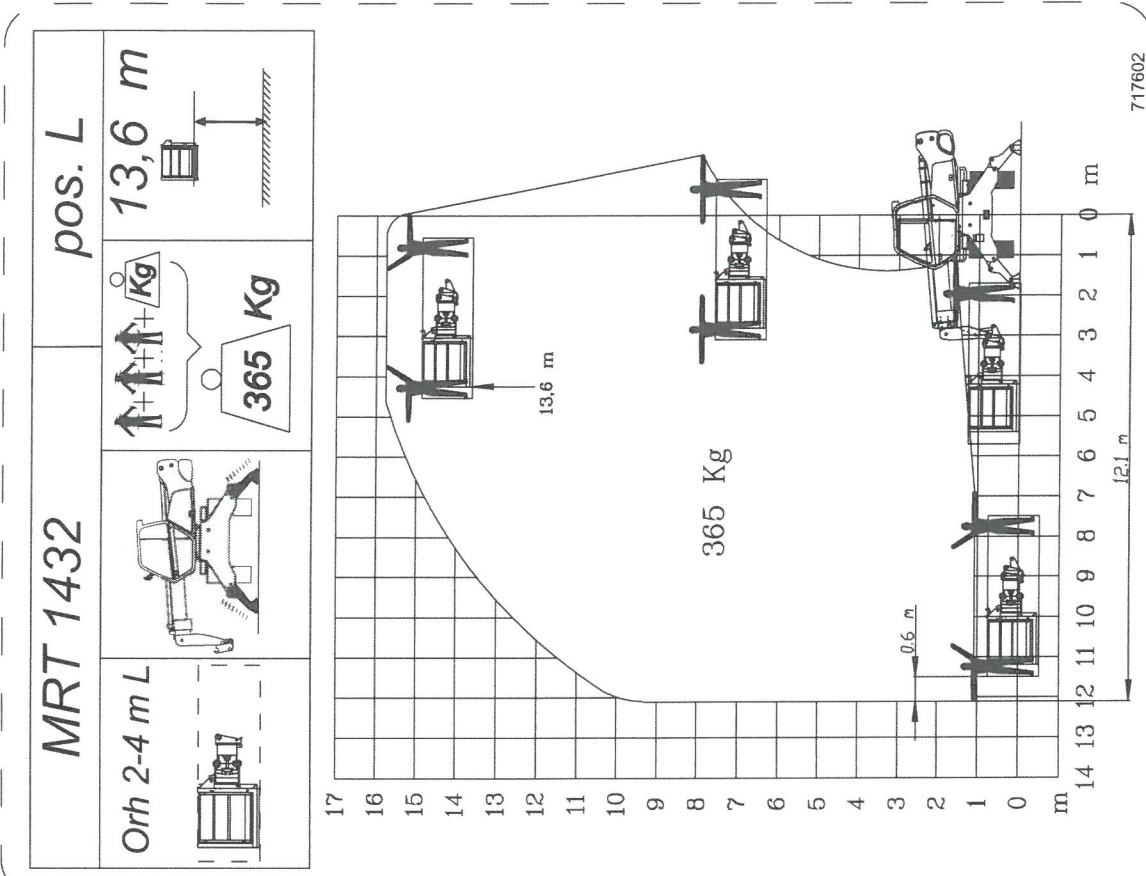 MRT 1432
pos. L
Orh 2-4 m L
+ + + Kg
365 Kg
13,6 m
17
16
15
14
13
12
11
10
9
8
7
6
5
4
3
2
1
0
m
14 13 12 11 10 9 8 7 6 5 4 3 2 1 0 m
13,6 m
365 Kg
0.6 m
12.1 m
717602